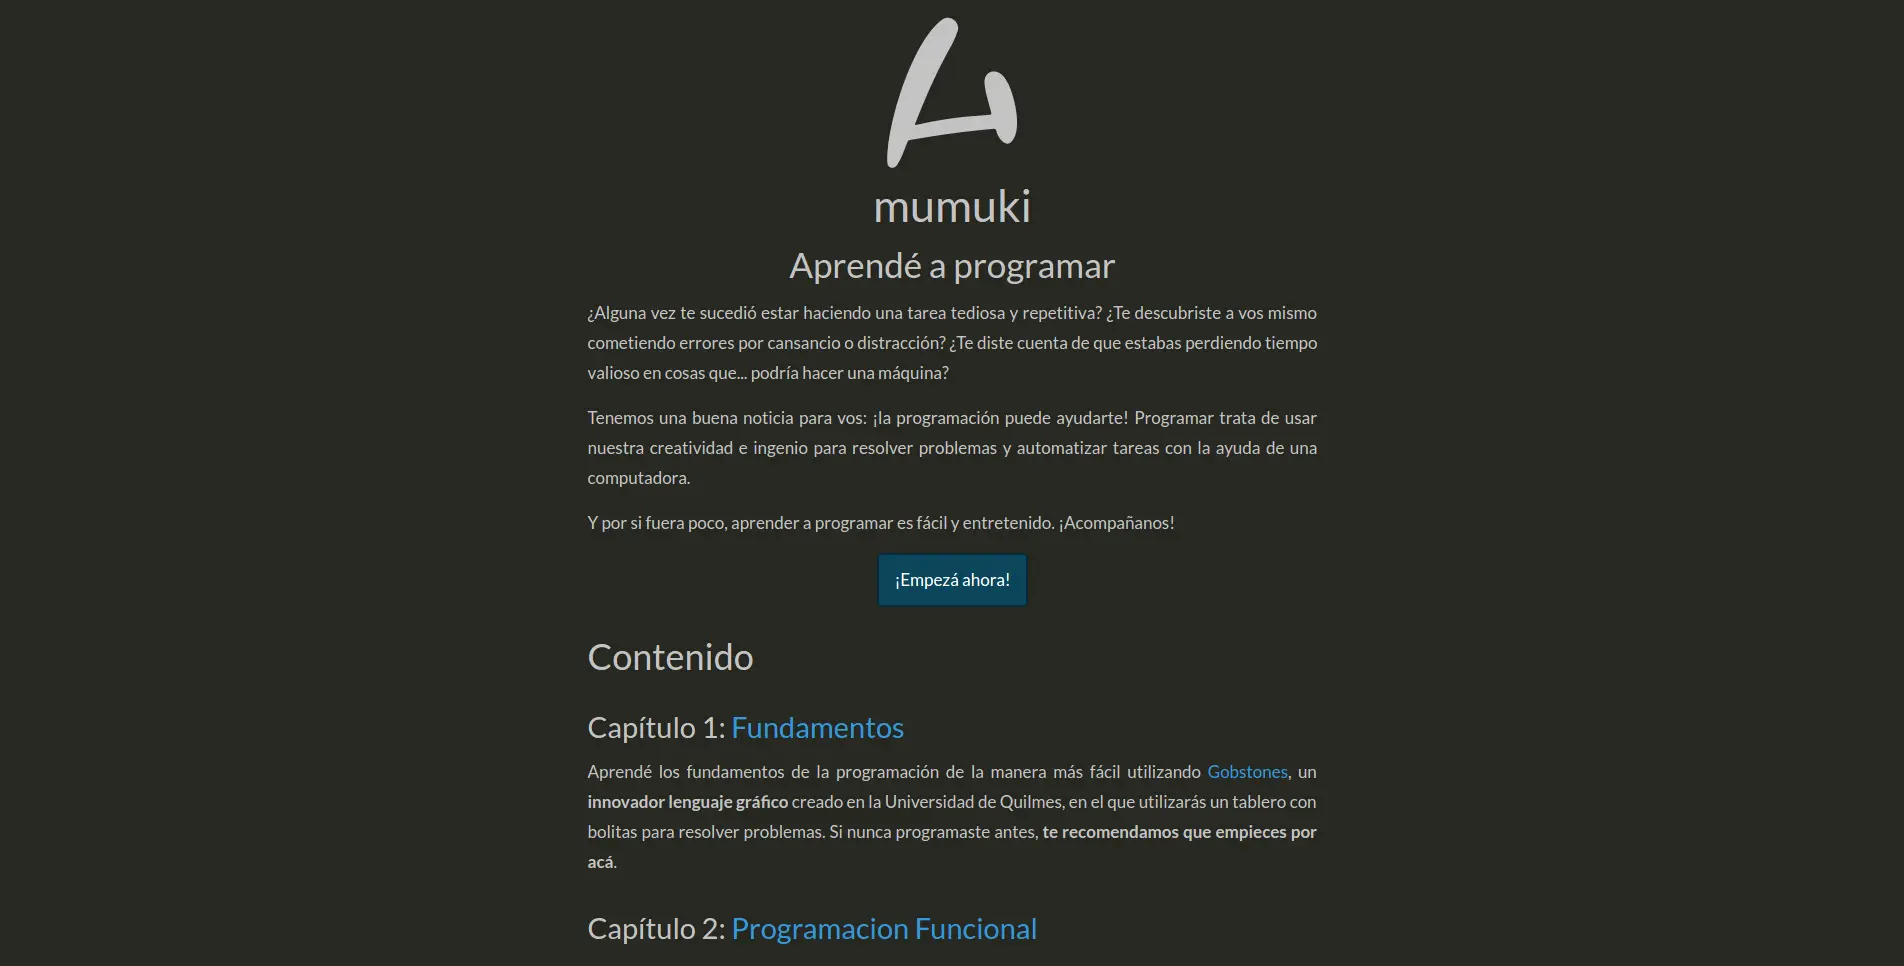 mumuki
Aprendé a programar
¿Alguna vez te sucedió estar haciendo una tarea tediosa y repetitiva? ¿Te descubriste a vos mismo
cometiendo errores por cansancio o distracción? ¿Te diste cuenta de que estabas perdiendo tiempo
valioso en cosas que... podría hacer una máquina?
Tenemos una buena noticia para vos: ¡la programación puede ayudarte! Programar trata de usar
nuestra creatividad e ingenio para resolver problemas y automatizar tareas con la ayuda de una
computadora.
Y por si fuera poco, aprender a programar es fácil y entretenido. ¡Acompañanos!
¡Empezá ahora!
Contenido
Capítulo 1: Fundamentos
Aprendé los fundamentos de la programación de la manera más fácil utilizando Gobstones, un
innovador lenguaje gráfico creado en la Universidad de Quilmes, en el que utilizarás un tablero con
bolitas para resolver problemas. Si nunca programaste antes, te recomendamos que empieces por
acá.
Capítulo 2: Programacion Funcional